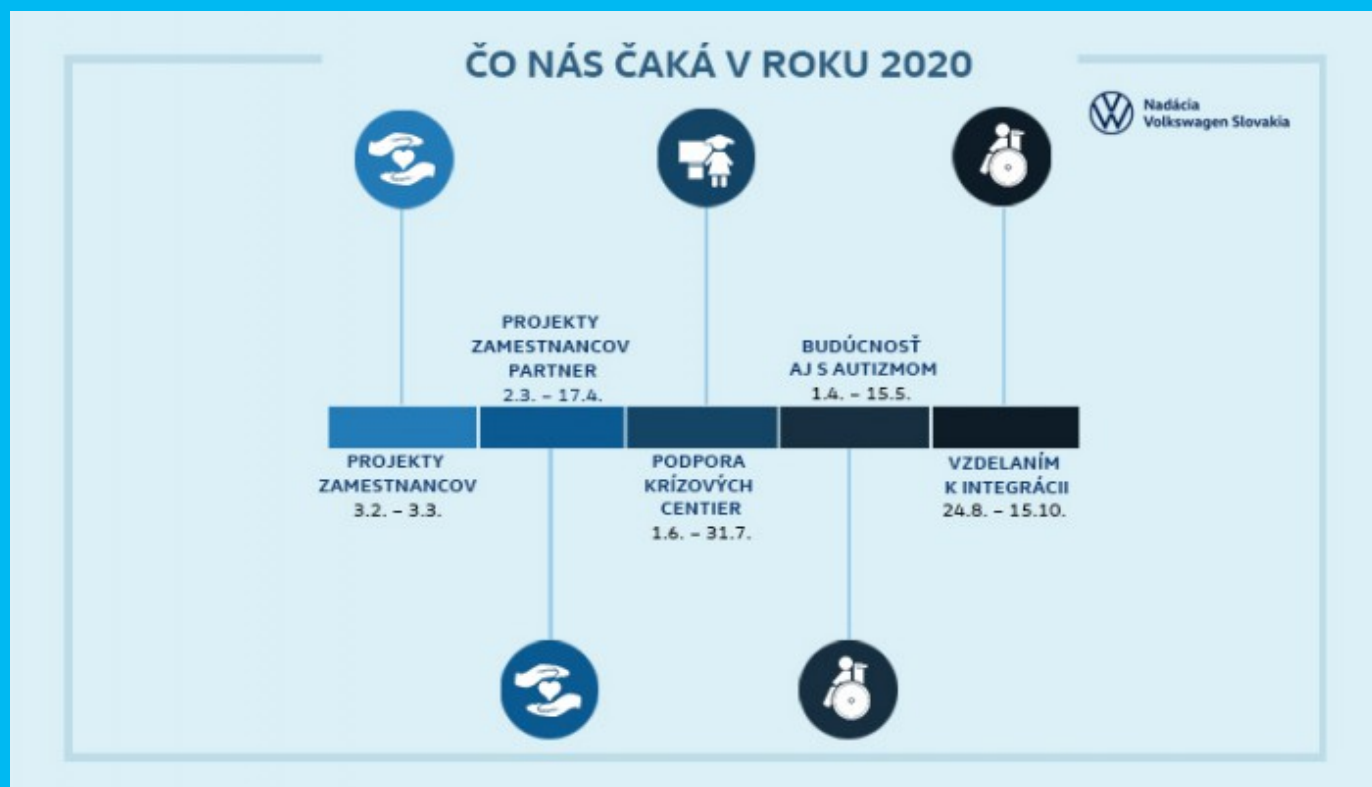 ČO NÁS ČAKÁ V ROKU 2020
Nadácia
Volkswagen Slovakia
PROJEKTY
ZAMESTNANCOV
3.2. – 3.3.
PROJEKTY
ZAMESTNANCOV
PARTNER
2.3. – 17.4.
PODPORA
KRÍZOVÝCH
CENTIER
1.6. – 31.7.
BUDÚCNOSŤ
AJ S AUTIZMOM
1.4. – 15.5.
VZDELANÍM
K INTEGRÁCII
24.8. – 15.10.